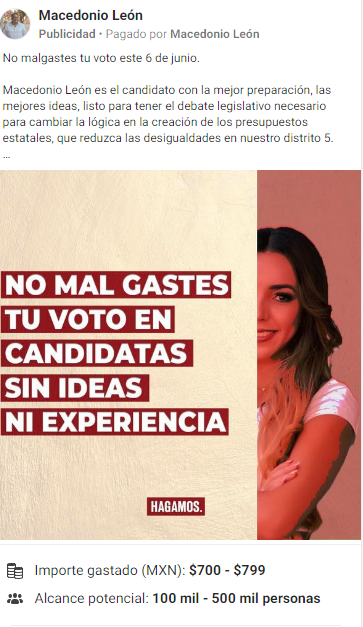 Macedonio León
Publicidad • Pagado por Macedonio León
No malgastes tu voto este 6 de junio.
Macedonio León es el candidato con la mejor preparación, las
mejores ideas, listo para tener el debate legislativo necesario
para cambiar la lógica en la creación de los presupuestos
estatales, que reduzca las desigualdades en nuestro distrito 5.
...
NO MAL GASTES
TU VOTO EN
CANDIDATAS
SIN IDEAS
NI EXPERIENCIA
HAGAMOS.
Importe gastado (MXN): $700 - $799
Alcance potencial: 100 mil - 500 mil personas